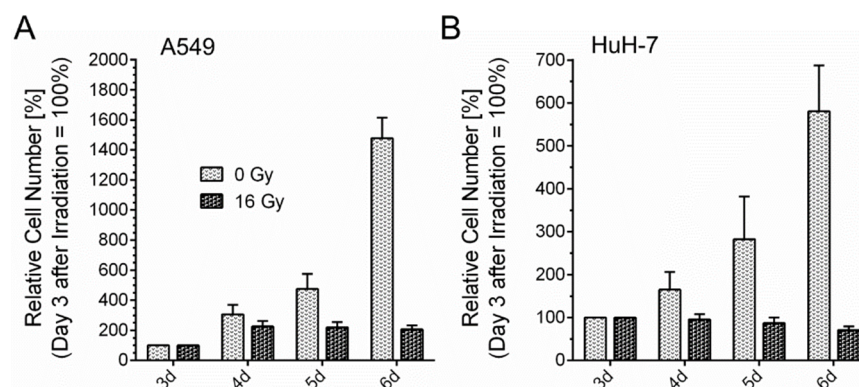 A
A549
Relative Cell Number [%]
(Day 3 after Irradiation = 100%)
2000
1800
1600
1400
1200
1000
800
600
400
200
0
0 Gy
16 Gy
3d
4d
5d
6d
B
HuH-7
Relative Cell Number [%]
(Day 3 after Irradiation = 100%)
700
600
500
400
300
200
100
0
3d
4d
5d
6d